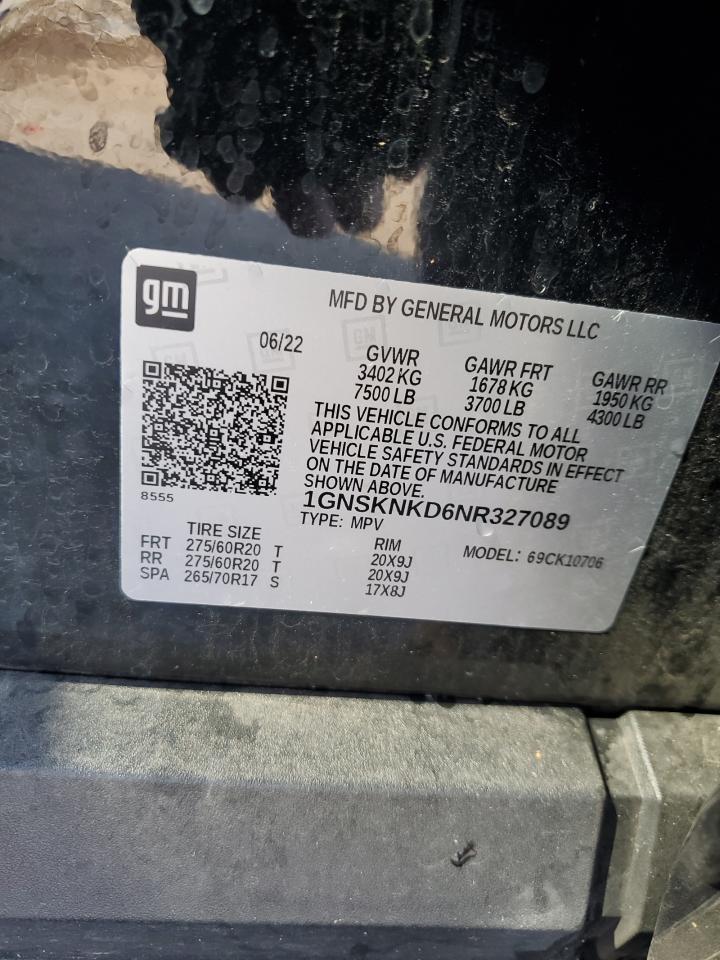 gm
MFD BY GENERAL MOTORS LLC
06/22
GVWR
3402 KG
7500 LB
GAWR FRT
1678 KG
3700 LB
GAWR RR
1950 KG
4300 LB
THIS VEHICLE CONFORMS TO ALL
APPLICABLE U.S. FEDERAL MOTOR
VEHICLE SAFETY STANDARDS IN EFFECT
ON THE DATE OF MANUFACTURE
SHOWN ABOVE.
8555
1GNSKNKD6NR327089
TYPE: MPV
MODEL: 69CK10706
TIRE SIZE
RIM
FRT 275/60R20 T 20X9J
RR 275/60R20 T 20X9J
SPA 265/70R17 S 17X8J